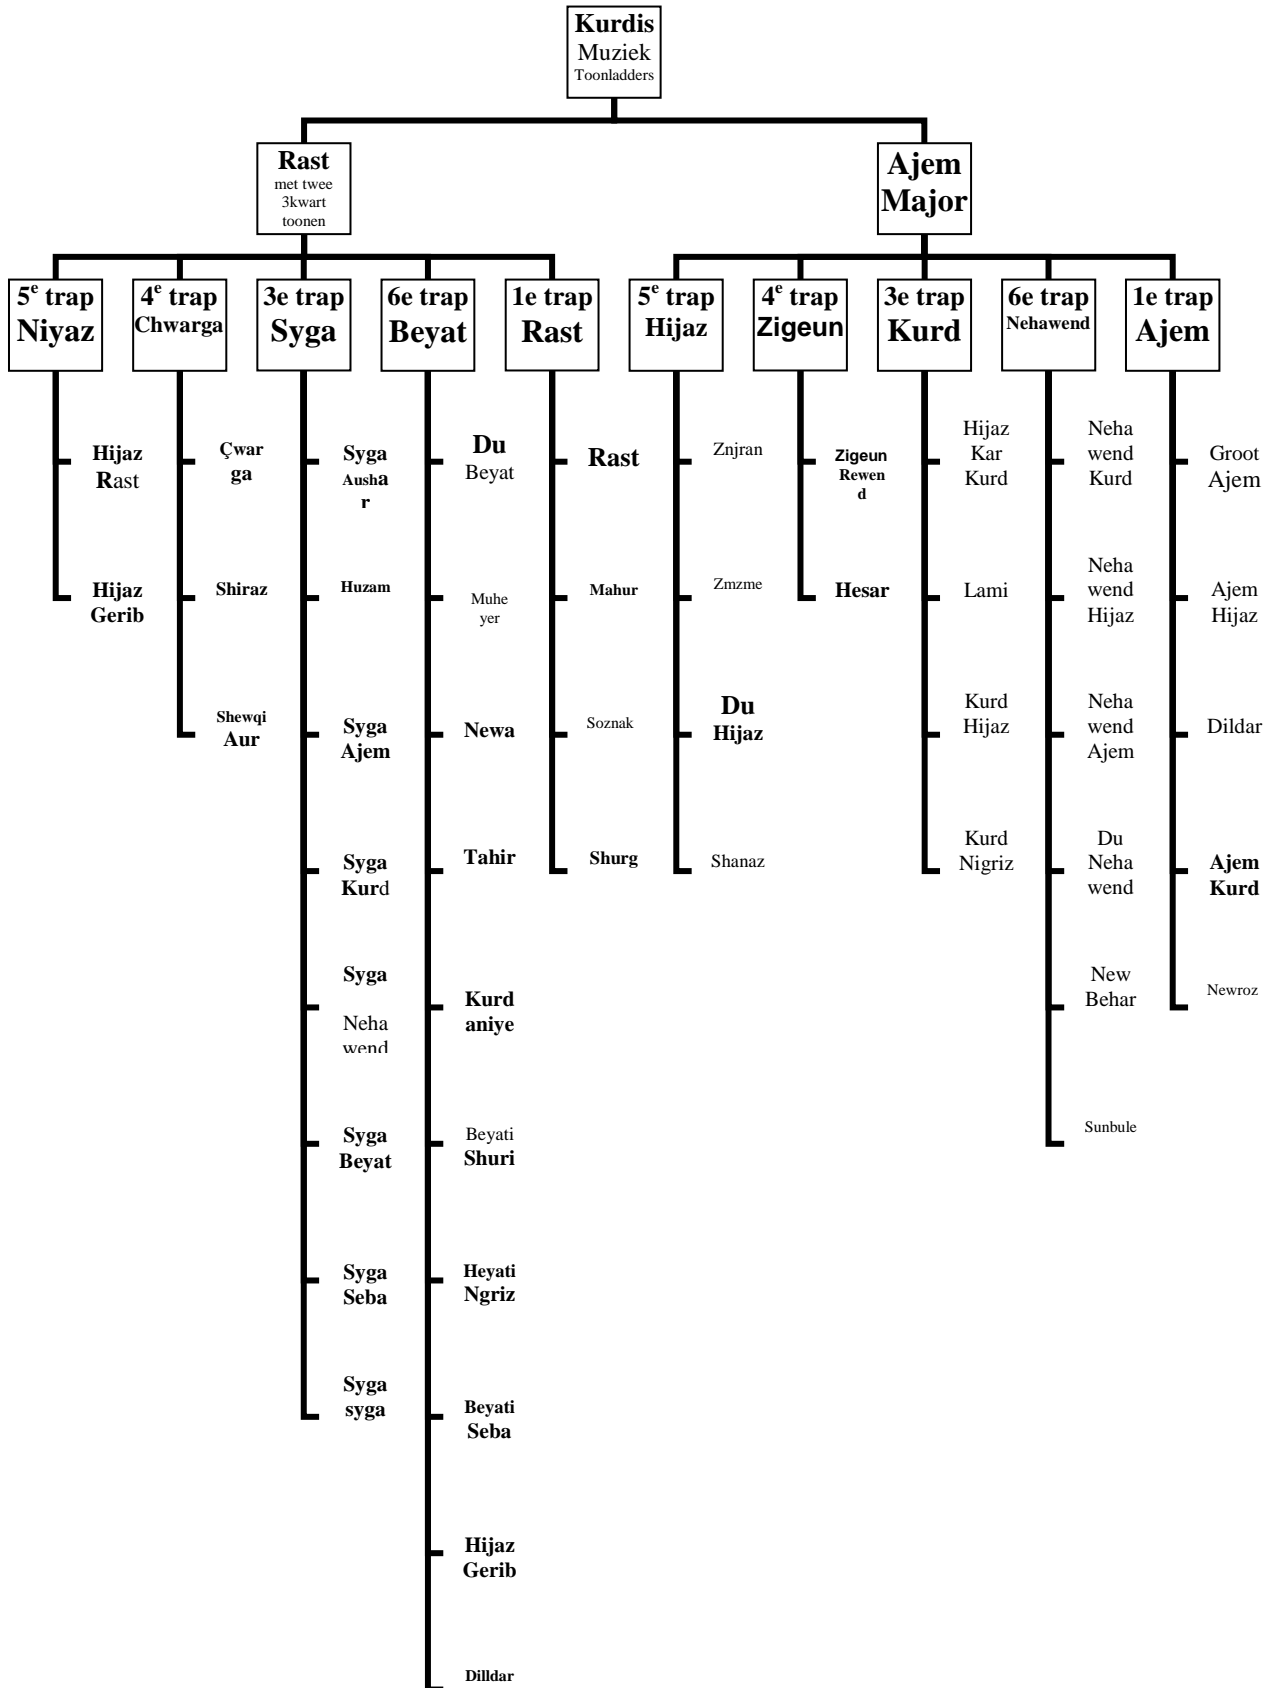 Kurdis
Muziek
Toonladders
Rast
met twee
3kwart
toonen
Ajem
Major
5e trap
Niyaz
4e trap
Chwarga
3e trap
Syga
6e trap
Beyat
1e trap
Rast
5e trap
Hijaz
4e trap
Zigeun
3e trap
Kurd
6e trap
Nehawend
1e trap
Ajem
Hijaz
Rast
Hijaz
Gerib
Çwar
ga
Shiraz
Shewqi
Aur
Syga
Ausha
r
Huzam
Syga
Ajem
Syga
Kurd
Syga
Neha
wend
Syga
Beyat
Syga
Seba
Syga
syga
Du
Beyat
Muhe
yer
Newa
Tahir
Kurd
aniye
Beyati
Shuri
Heyati
Ngriz
Beyati
Seba
Hijaz
Gerib
Dilldar
Rast
Mahur
Soznak
Shurg
Znjran
Zmzme
Du
Hijaz
Shanaz
Zigeun
Rewen
d
Hesar
Hijaz
Kar
Kurd
Lami
Kurd
Hijaz
Kurd
Nigriz
Neha
wend
Kurd
Neha
wend
Hijaz
Neha
wend
Ajem
Du
Neha
wend
New
Behar
Sunbule
Groot
Ajem
Ajem
Hijaz
Dildar
Ajem
Kurd
Newroz